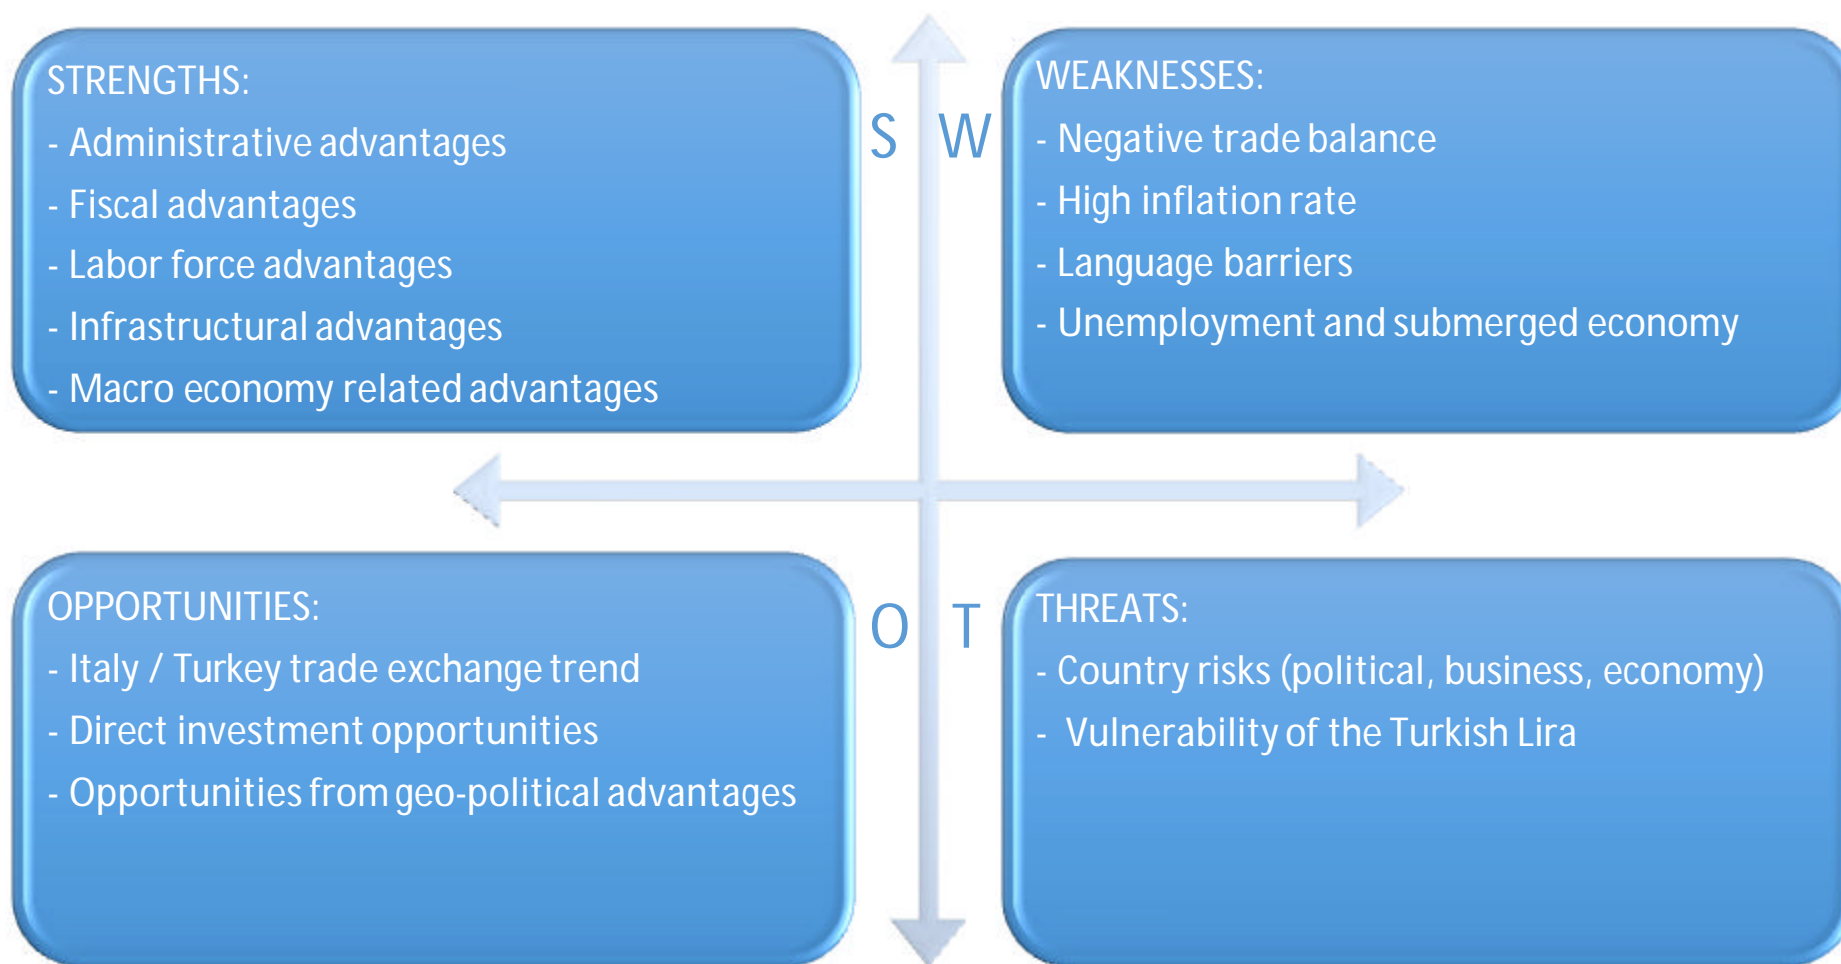 STRENGTHS:
- Administrative advantages
- Fiscal advantages
- Labor force advantages
- Infrastructural advantages
- Macro economy related advantages
S W
WEAKNESSES:
- Negative trade balance
- High inflation rate
- Language barriers
- Unemployment and submerged economy
OPPORTUNITIES:
- Italy / Turkey trade exchange trend
- Direct investment opportunities
- Opportunities from geo-political advantages
O T
THREATS:
- Country risks (political, business, economy)
- Vulnerability of the Turkish Lira